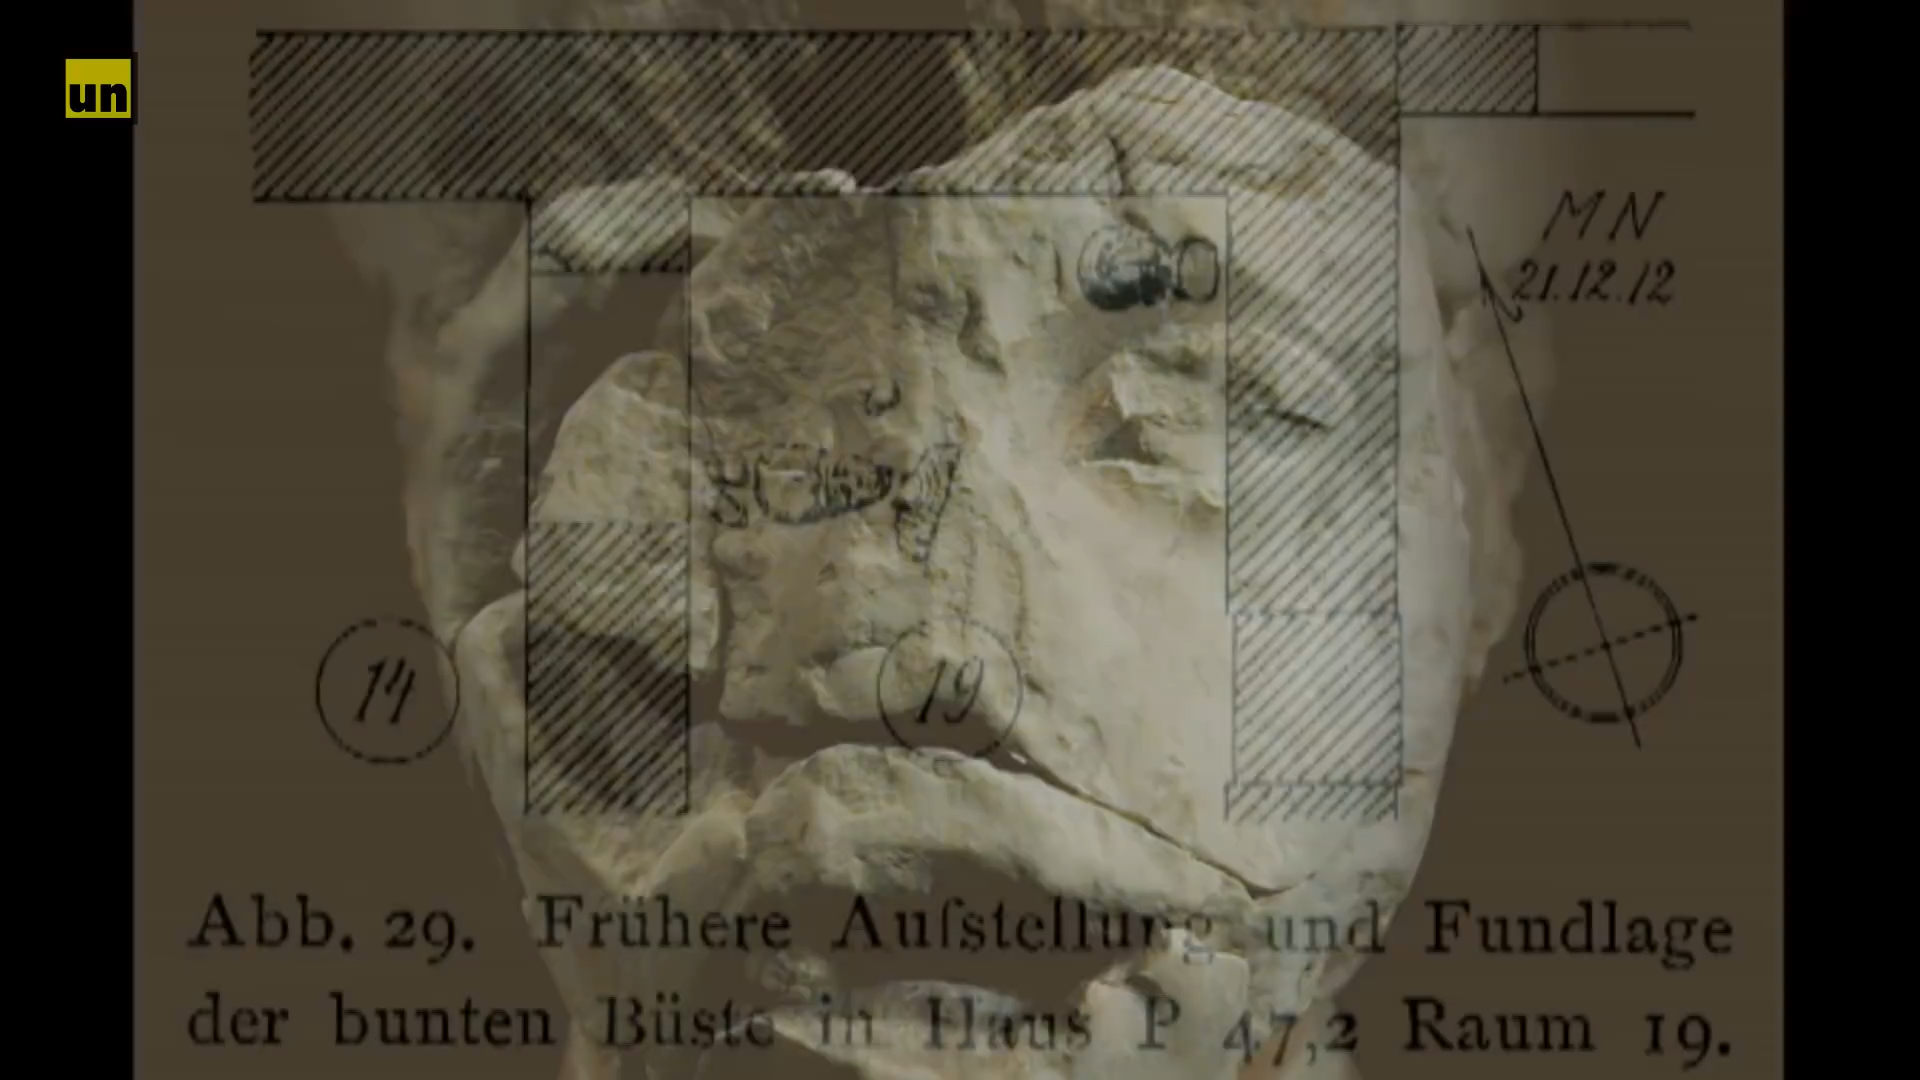 un
M N
21.12.12
14
19
Abb. 29. Frühere Aufstellung und Fundlage
der bunten Büste in Haus P 47,2 Raum 19.